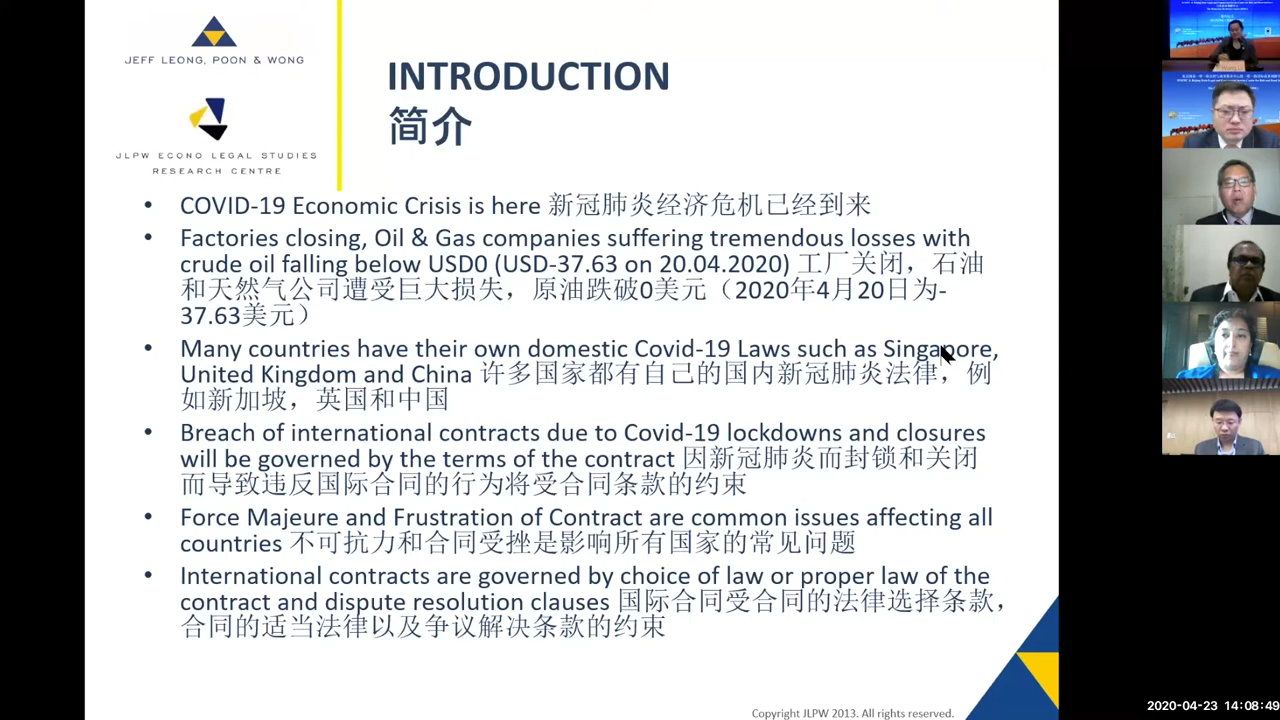 JEFF LEONG, POON & WONG
JLPW ECONO LEGAL STUDIES
RESEARCH CENTRE
INTRODUCTION
简介
• COVID-19 Economic Crisis is here 新冠肺炎经济危机已经到来
• Factories closing, Oil & Gas companies suffering tremendous losses with
crude oil falling below USD0 (USD-37.63 on 20.04.2020) 工厂关闭，石油
和天然气公司遭受巨大损失，原油跌破0美元（2020年4月20日为-
37.63美元）
• Many countries have their own domestic Covid-19 Laws such as Singapore,
United Kingdom and China 许多国家都有自己的国内新冠肺炎法律，例
如新加坡，英国和中国
• Breach of international contracts due to Covid-19 lockdowns and closures
will be governed by the terms of the contract 因新冠肺炎而封锁和关闭
而导致违反国际合同的行为将受合同条款的约束
• Force Majeure and Frustration of Contract are common issues affecting all
countries 不可抗力和合同受挫是影响所有国家的常见问题
• International contracts are governed by choice of law or proper law of the
contract and dispute resolution clauses 国际合同受合同的法律选择条款，
合同的适当法律以及争议解决条款的约束
Copyright JLPW 2013. All rights reserved.
2020-04-23 14:08:49